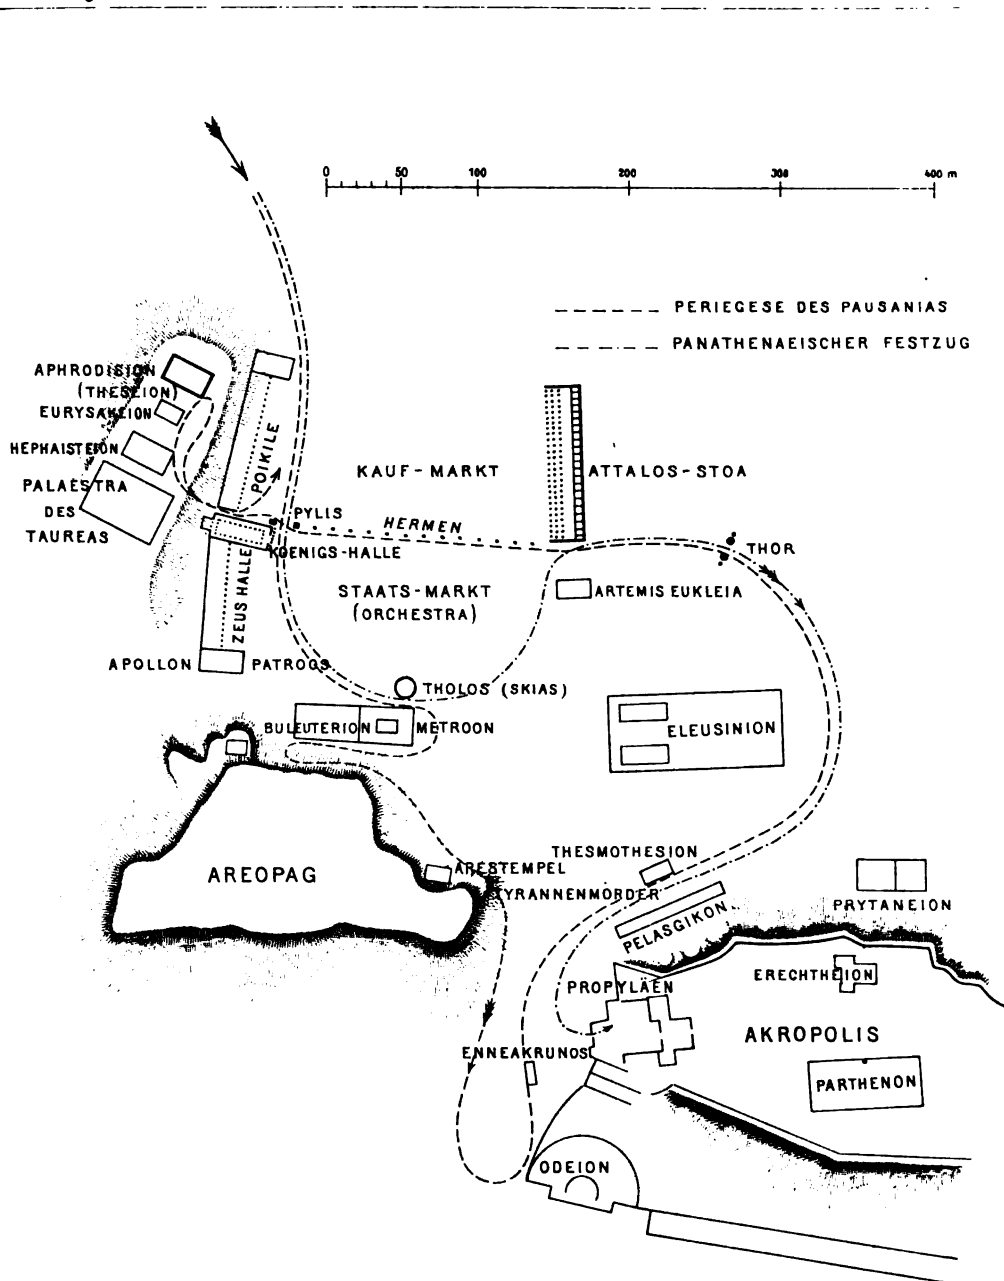 0 50 100 200 300 400 m
PERIEGESE DES PAUSANIAS
PANATHENAEISCHER FESTZUG
APHRODISION
(THESEION)
EURYSAKEION
HEPHAISTEION
PALAESTRA
DES
TAUREAS
POIKILE
KAUF-MARKT
ATTALOS-STOA
PYLIS
HERMEN
KOENIGS-HALLE
THOR
ZEUS HALLE
STAATS-MARKT
(ORCHESTRA)
ARTEMIS EUKLEIA
APOLLON PATROOS
THOLOS (SKIAS)
BULEUTERION
METROON
ELEUSINION
AREOPAG
ARESTEMPEL
THESMOTHESION
TYRANNENMÖRDER
PELASGIKON
PRYTANEION
PROPYLÄEN
ERECHTHEION
AKROPOLIS
ENNEAKRUNOS
PARTHENON
ODEION